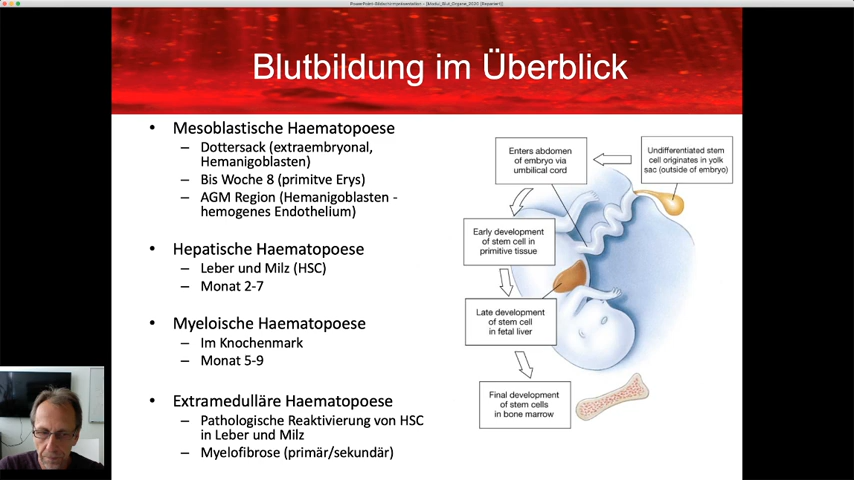 Blutbildung im Überblick
• Mesoblastische Haematopoese
– Dottersack (extraembryonal,
Hemanigoblasten)
– Bis Woche 8 (primitve Erys)
– AGM Region (Hemanigoblasten -
hemogenes Endothelium)
• Hepatische Haematopoese
– Leber und Milz (HSC)
– Monat 2-7
• Myeloische Haematopoese
– Im Knochenmark
– Monat 5-9
• Extramedulläre Haematopoese
– Pathologische Reaktivierung von HSC
in Leber und Milz
– Myelofibrose (primär/sekundär)
Enters abdomen
of embryo via
umbilical cord
Undifferentiated stem
cell originates in yolk
sac (outside of embryo)
Early development
of stem cell in
primitive tissue
Late development
of stem cell
in fetal liver
Final development
of stem cells
in bone marrow